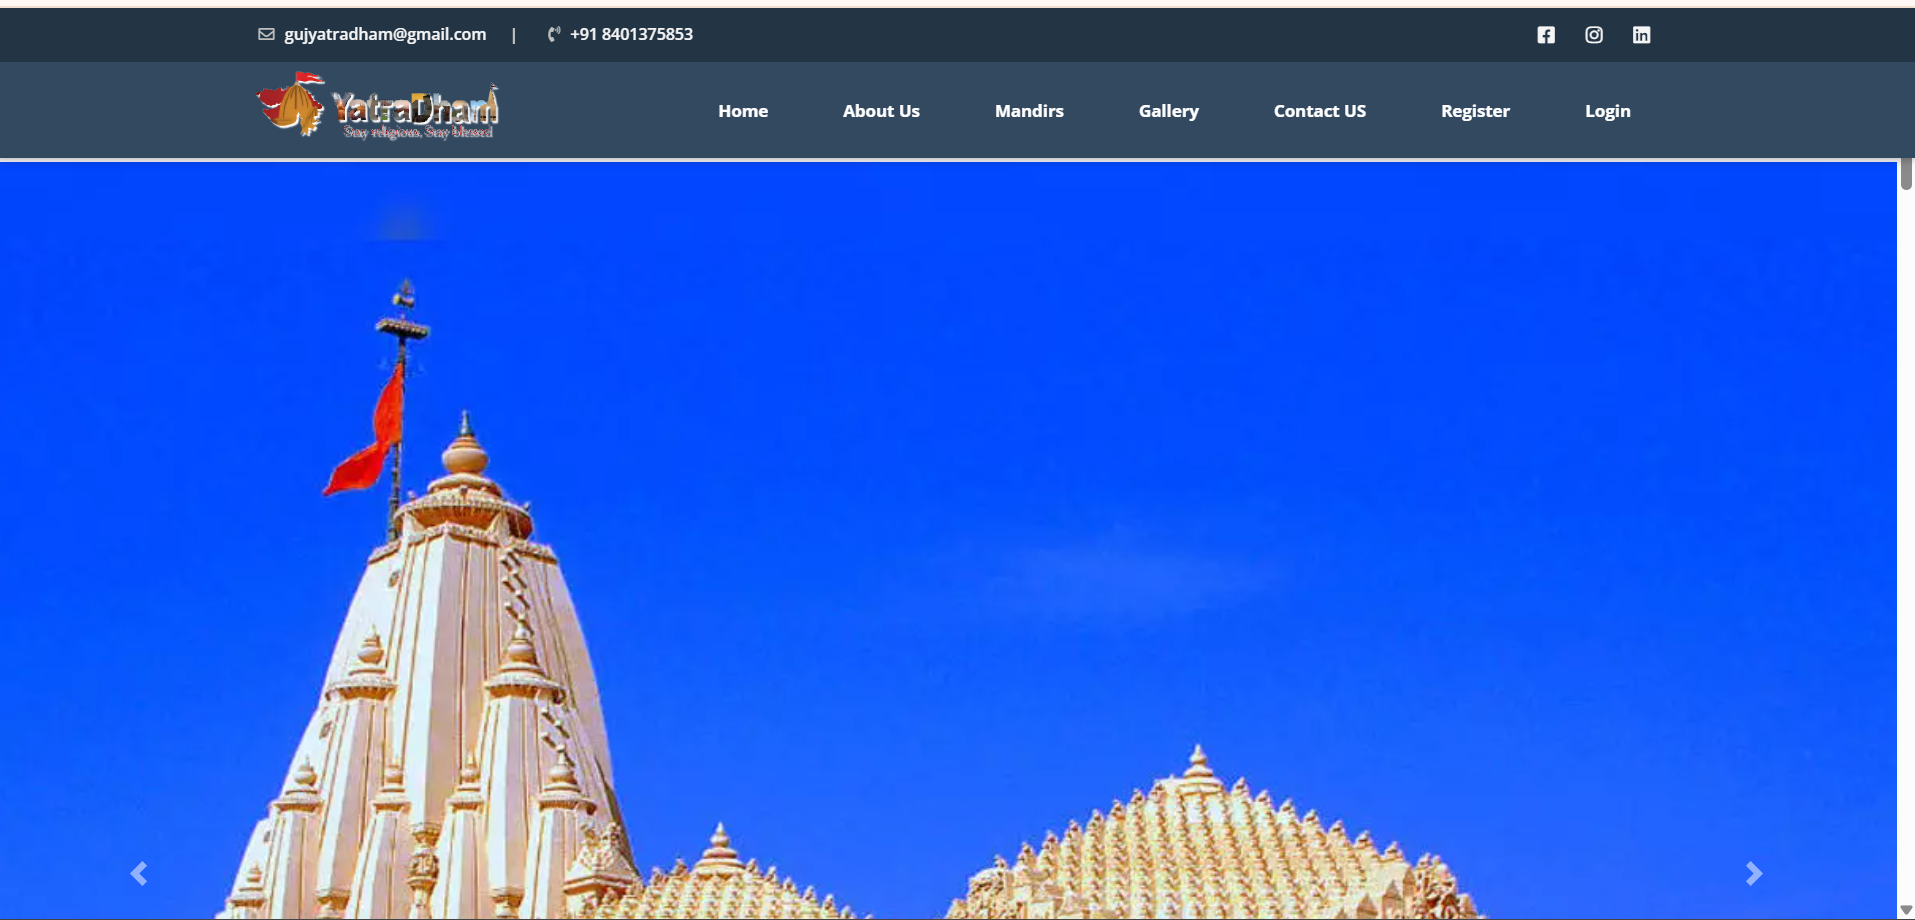 gujyatradham@gmail.com | +91 8401375853
YatraDham
Stay religious, Stay blessed
Home About Us Mandirs Gallery Contact US Register Login